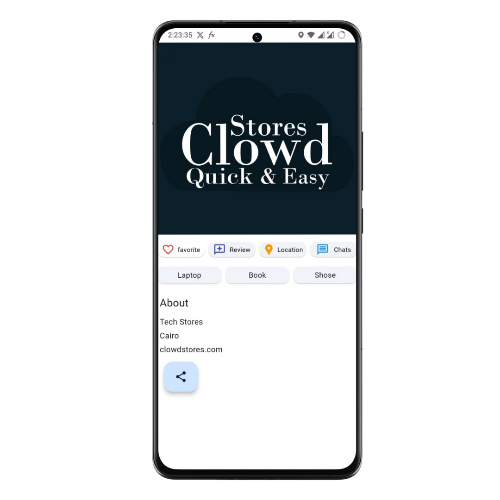 2:23:35
Stores
Clowd
Quick & Easy
favorite Review Location Chats
Laptop Book Shose
About
Tech Stores
Cairo
clowdstores.com